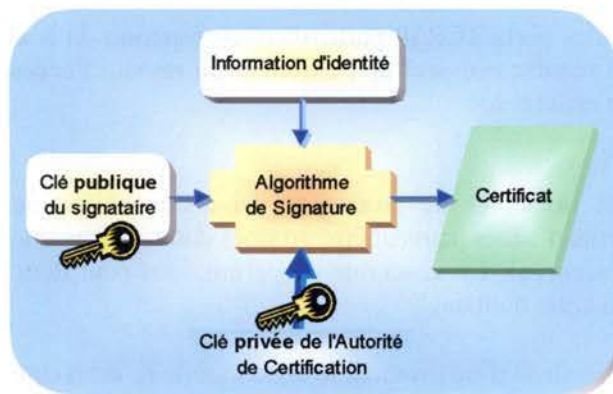 Information d'identité
Clé publique
du signataire
Algorithme
de Signature
Certificat
Clé privée de l'Autorité
de Certification